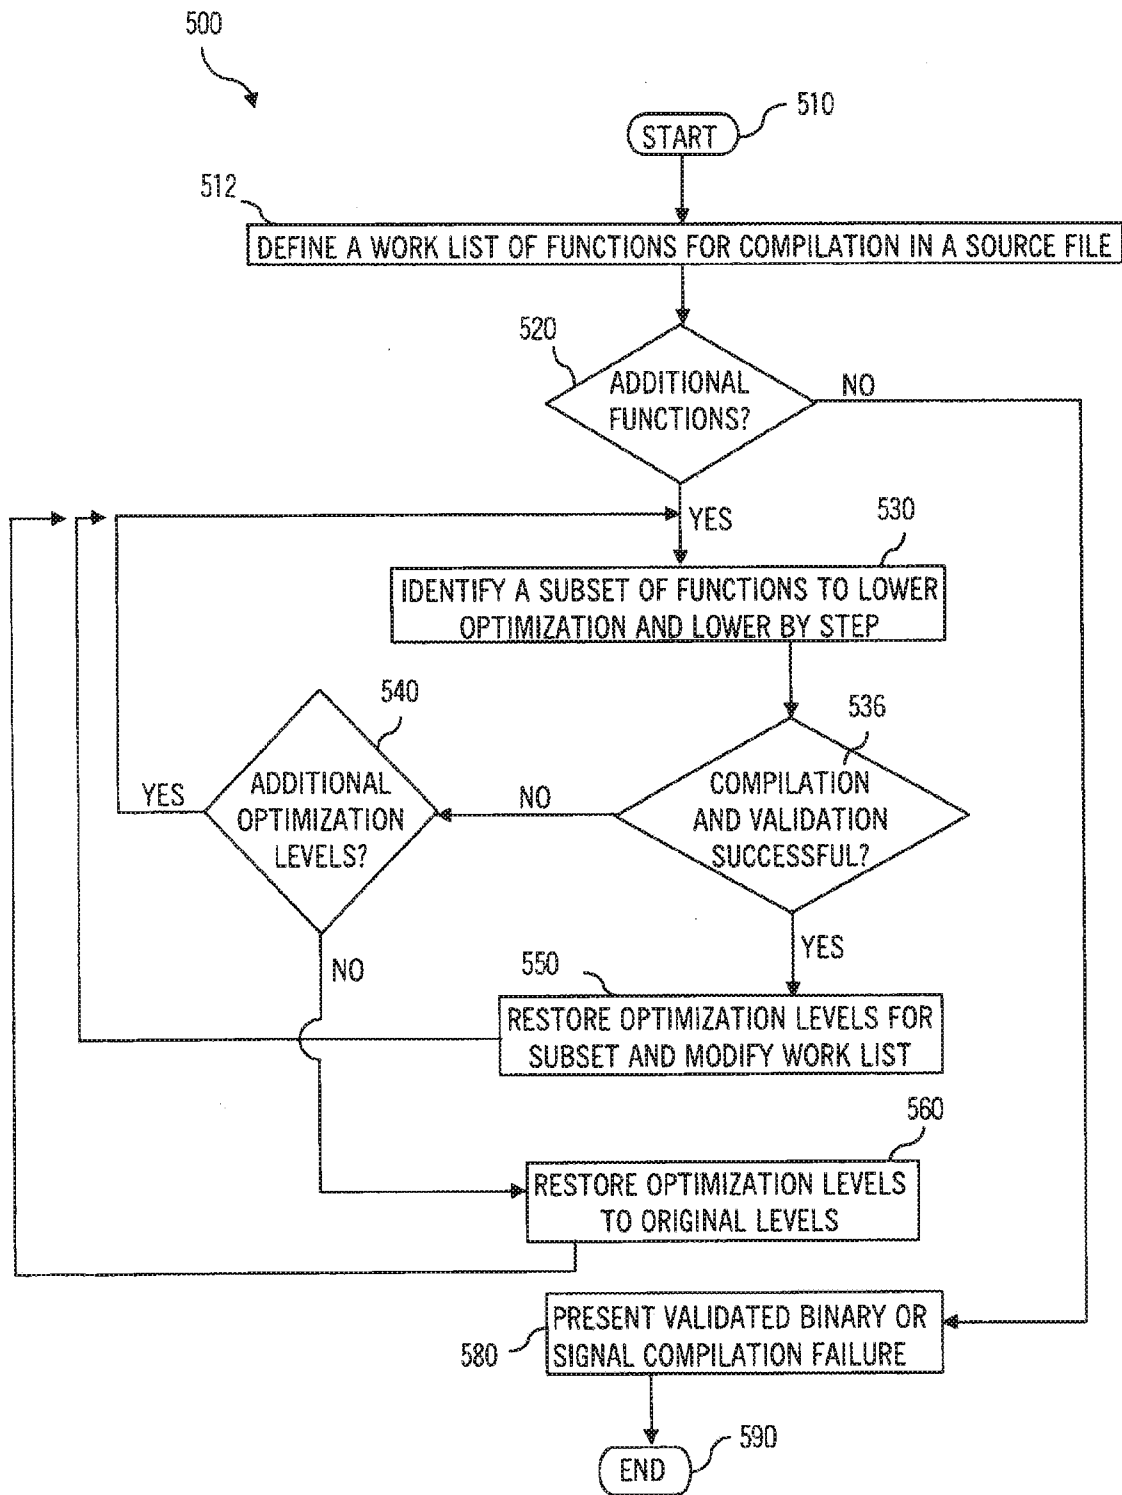 500
510
START
512
DEFINE A WORK LIST OF FUNCTIONS FOR COMPILATION IN A SOURCE FILE
520
ADDITIONAL
FUNCTIONS?
NO
YES
530
IDENTIFY A SUBSET OF FUNCTIONS TO LOWER
OPTIMIZATION AND LOWER BY STEP
540
536
ADDITIONAL
OPTIMIZATION
LEVELS?
YES
NO
COMPILATION
AND VALIDATION
SUCCESSFUL?
NO
YES
550
RESTORE OPTIMIZATION LEVELS FOR
SUBSET AND MODIFY WORK LIST
560
RESTORE OPTIMIZATION LEVELS
TO ORIGINAL LEVELS
PRESENT VALIDATED BINARY OR
SIGNAL COMPILATION FAILURE
580
590
END